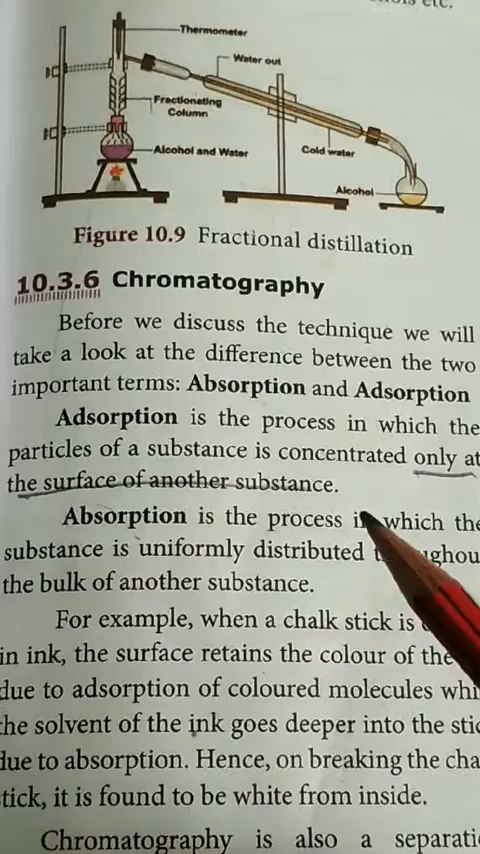 etc.
Thermometer
Water out
Fractionating
Column
Alcohol and Water
Cold water
Alcohol
Figure 10.9 Fractional distillation
10.3.6 Chromatography
Before we discuss the technique we will
take a look at the difference between the two
important terms: Absorption and Adsorption
Adsorption is the process in which the
particles of a substance is concentrated only at
the surface of another substance.
Absorption is the process in which the
substance is uniformly distributed
the bulk of another substance.
For example, when a chalk stick is
in ink, the surface retains the colour of the
due to adsorption of coloured molecules
the solvent of the ink goes deeper into the
due to absorption. Hence, on breaking the
stick, it is found to be white from inside.
Chromatography is also a